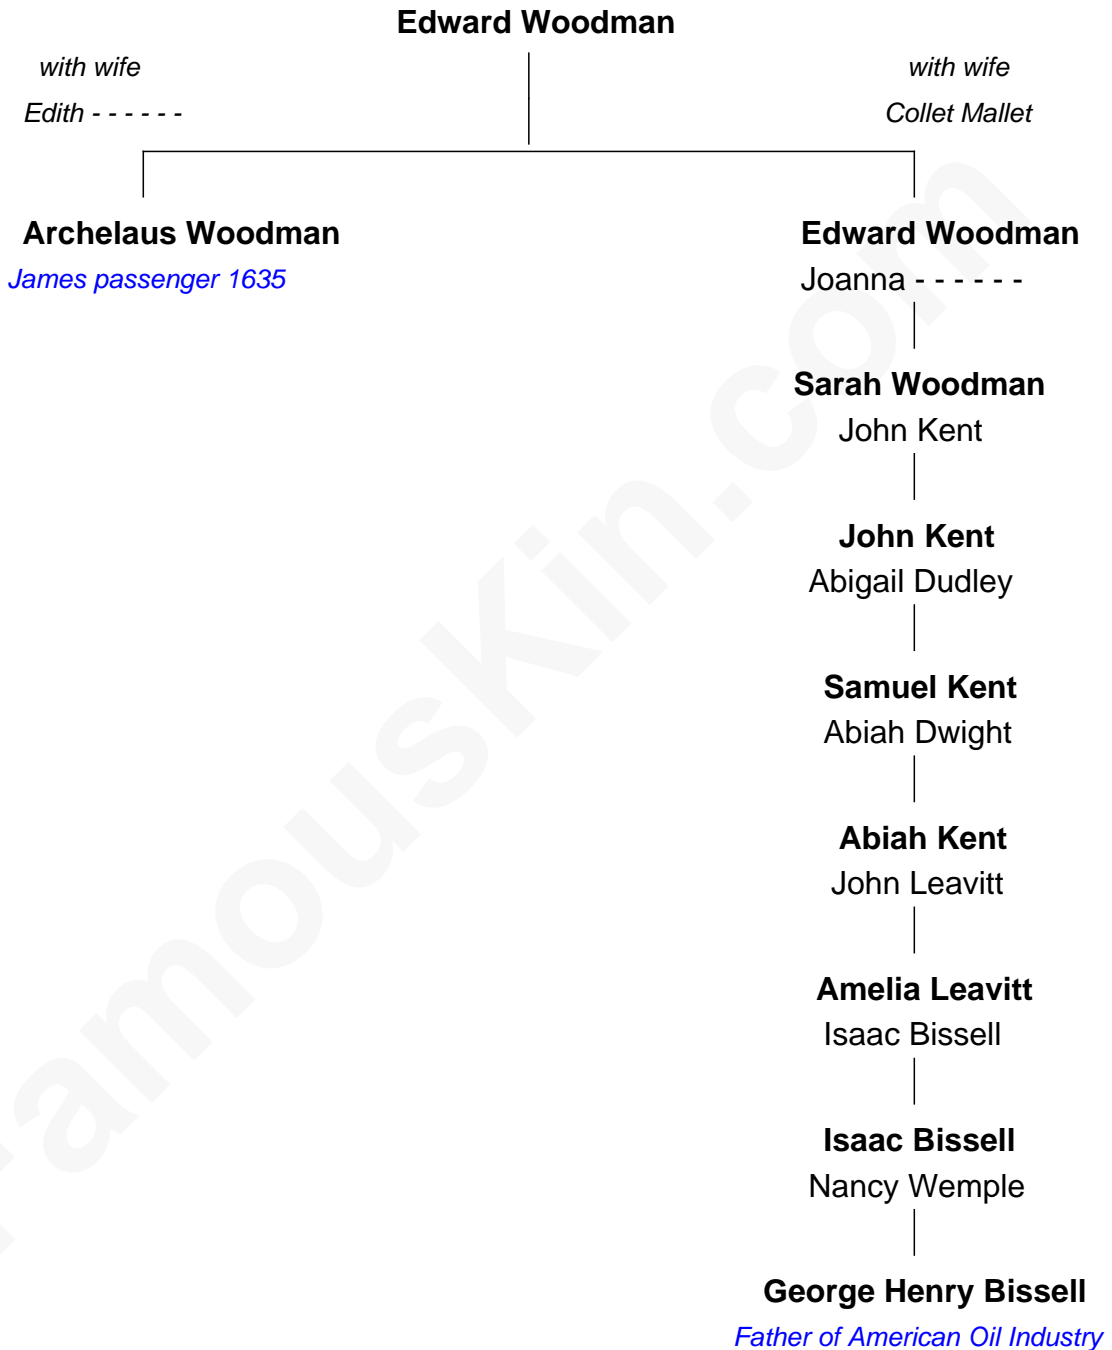 Edward Woodman
with wife
with wife
Edith - - - - - -
Collet Mallet
Archelaus Woodman
Edward Woodman
James passenger 1635
Joanna - - - - - -
Sarah Woodman
John Kent
John Kent
Abigail Dudley
Samuel Kent
Abiah Dwight
Abiah Kent
John Leavitt
Amelia Leavitt
Isaac Bissell
Isaac Bissell
Nancy Wemple
George Henry Bissell
Father of American Oil Industry
FamousKin.com